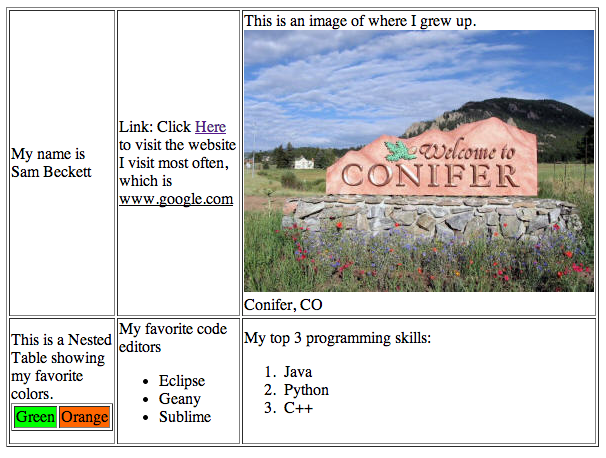 My name is
Sam Beckett
Link: Click Here
to visit the website
I visit most often,
which is
www.google.com
This is an image of where I grew up.
Welcome to
CONIFER
Conifer, CO
This is a Nested
Table showing
my favorite
colors.
Green Orange
My favorite code
editors
• Eclipse
• Geany
• Sublime
My top 3 programming skills:
1. Java
2. Python
3. C++